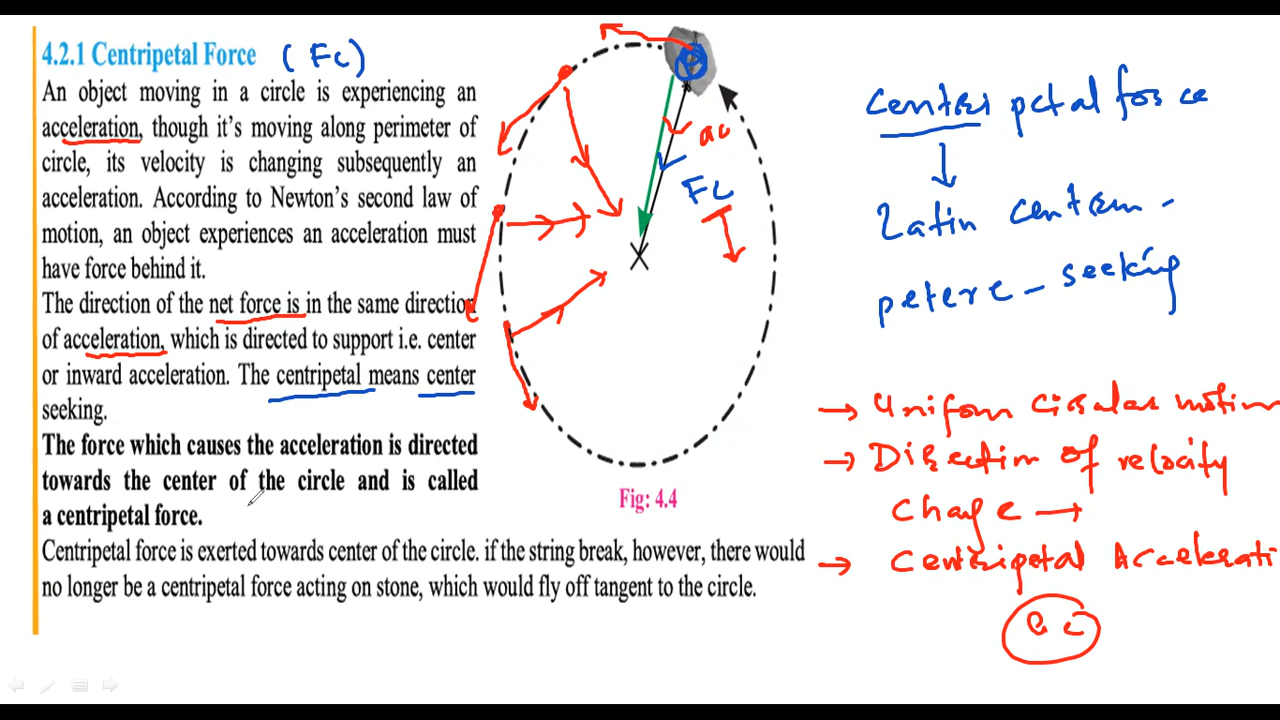 4.2.1 Centripetal Force (Fc)
An object moving in a circle is experiencing an
acceleration, though it's moving along perimeter of
circle, its velocity is changing subsequently an
acceleration. According to Newton's second law of
motion, an object experiences an acceleration must
have force behind it.
The direction of the net force is in the same direction
of acceleration, which is directed to support i.e. center
or inward acceleration. The centripetal means center
seeking.
The force which causes the acceleration is directed
towards the center of the circle and is called
a centripetal force.
Centripetal force is exerted towards center of the circle. if the string break, however, there would
no longer be a centripetal force acting on stone, which would fly off tangent to the circle.
ac
Fc
Fig: 4.4
centripetal force
Latin centrum -
petere - seeking
→ Uniform circular motion
→ Direction of velocity
change →
→ Centripetal Accelerati
ac